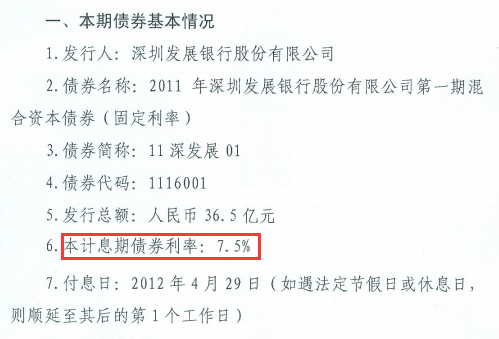 一、本期债券基本情况
1.发行人：深圳发展银行股份有限公司
2.债券名称：2011 年深圳发展银行股份有限公司第一期混
合资本债券（固定利率）
3.债券简称：11 深发展 01
4.债券代码：1116001
5.发行总额：人民币 36.5 亿元
6.本计息期债券利率：7.5%
7.付息日：2012 年 4 月 29 日（如遇法定节假日或休息日，
则顺延至其后的第 1 个工作日）